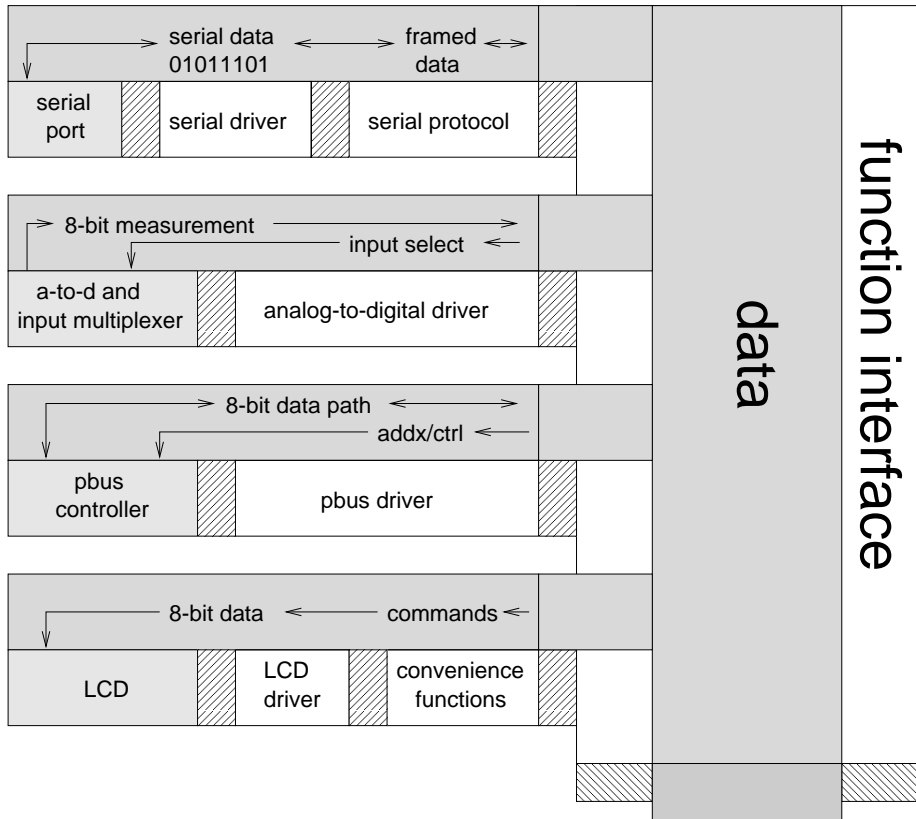 serial data
01011101
framed
data
serial
port
serial driver
serial protocol
8-bit measurement
input select
a-to-d and
input multiplexer
analog-to-digital driver
8-bit data path
addx/ctrl
pbus
controller
pbus driver
8-bit data
commands
LCD
LCD
driver
convenience
functions
data
function interface